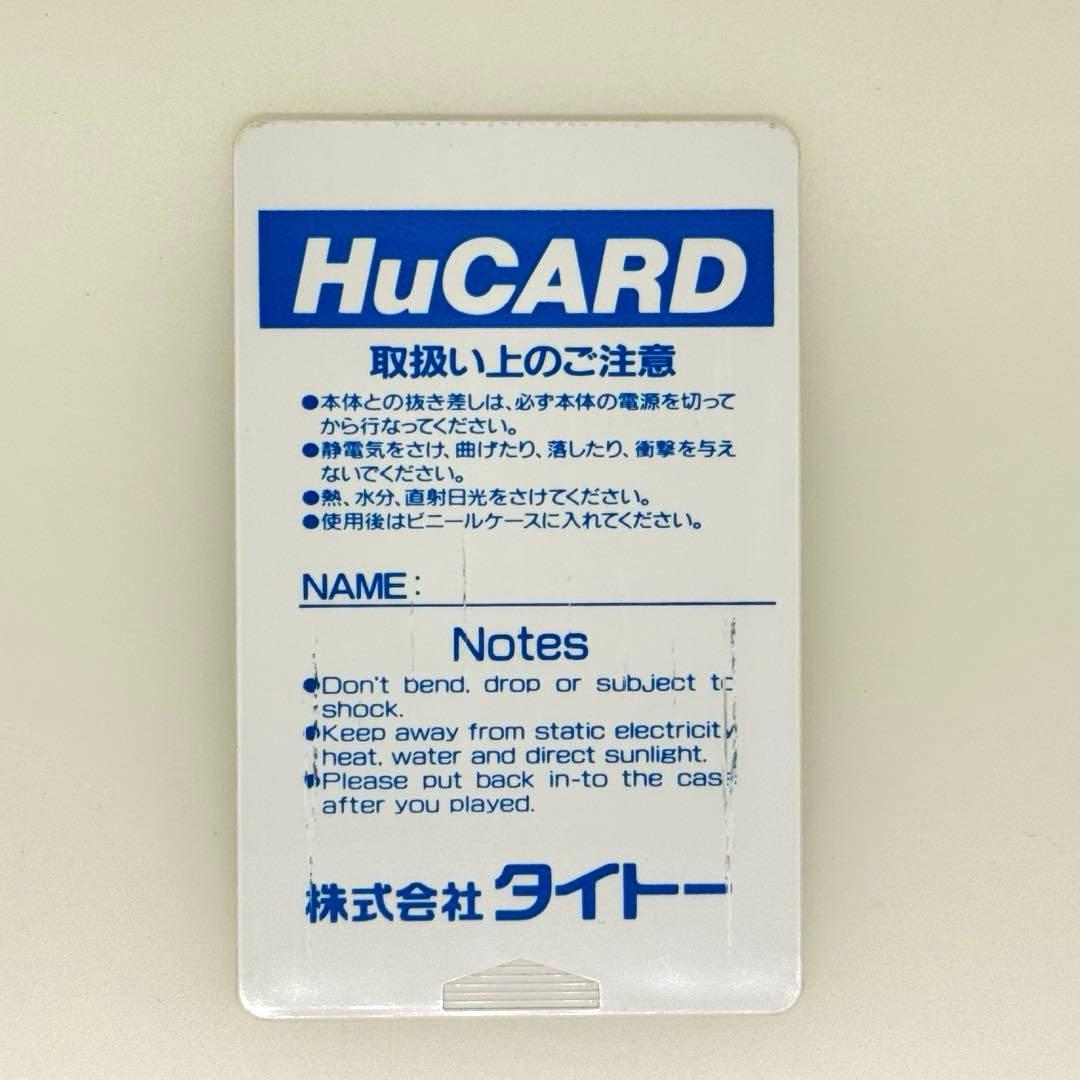 HuCARD
取扱い上のご注意
●本体との抜き差しは、必ず本体の電源を切って
から行なってください。
●静電気をさけ、曲げたり、落したり、衝撃を与え
ないでください。
●熱、水分、直射日光をさけてください。
●使用後はビニールケースに入れてください。
NAME:
Notes
●Don't bend, drop or subject to
shock.
●Keep away from static electricity
heat, water and direct sunlight.
●Please put back in-to the case
after you played.
株式会社 タイトー